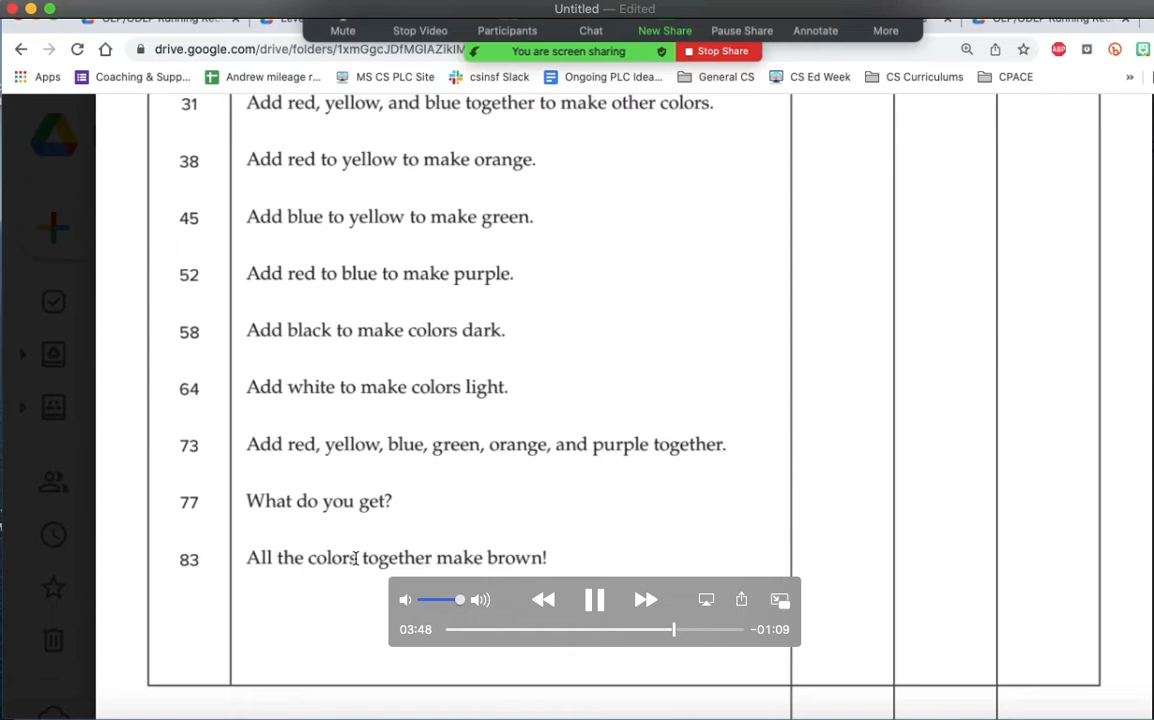 Untitled — Edited
Mute Stop Video Participants Chat New Share Pause Share Annotate More
drive.google.com/drive/folders/1xmGgcJDfMGlAZikIM
You are screen sharing Stop Share
Apps Coaching & Supp... Andrew mileage r... MS CS PLC Site csinsf Slack Ongoing PLC Idea... General CS CS Ed Week CS Curriculums CPACE »
31 Add red, yellow, and blue together to make other colors.
38 Add red to yellow to make orange.
45 Add blue to yellow to make green.
52 Add red to blue to make purple.
58 Add black to make colors dark.
64 Add white to make colors light.
73 Add red, yellow, blue, green, orange, and purple together.
77 What do you get?
83 All the colors together make brown!
03:48 -01:09